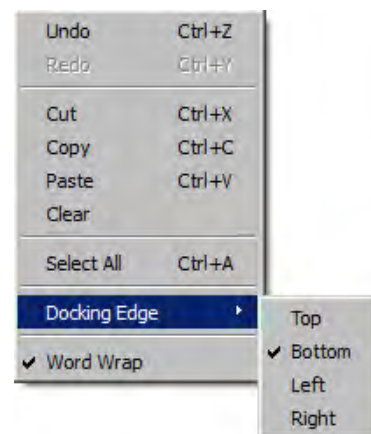 Undo Ctrl+Z
Redo Ctrl+Y
Cut Ctrl+X
Copy Ctrl+C
Paste Ctrl+V
Clear
Select All Ctrl+A
Docking Edge
Word Wrap
Top
Bottom
Left
Right